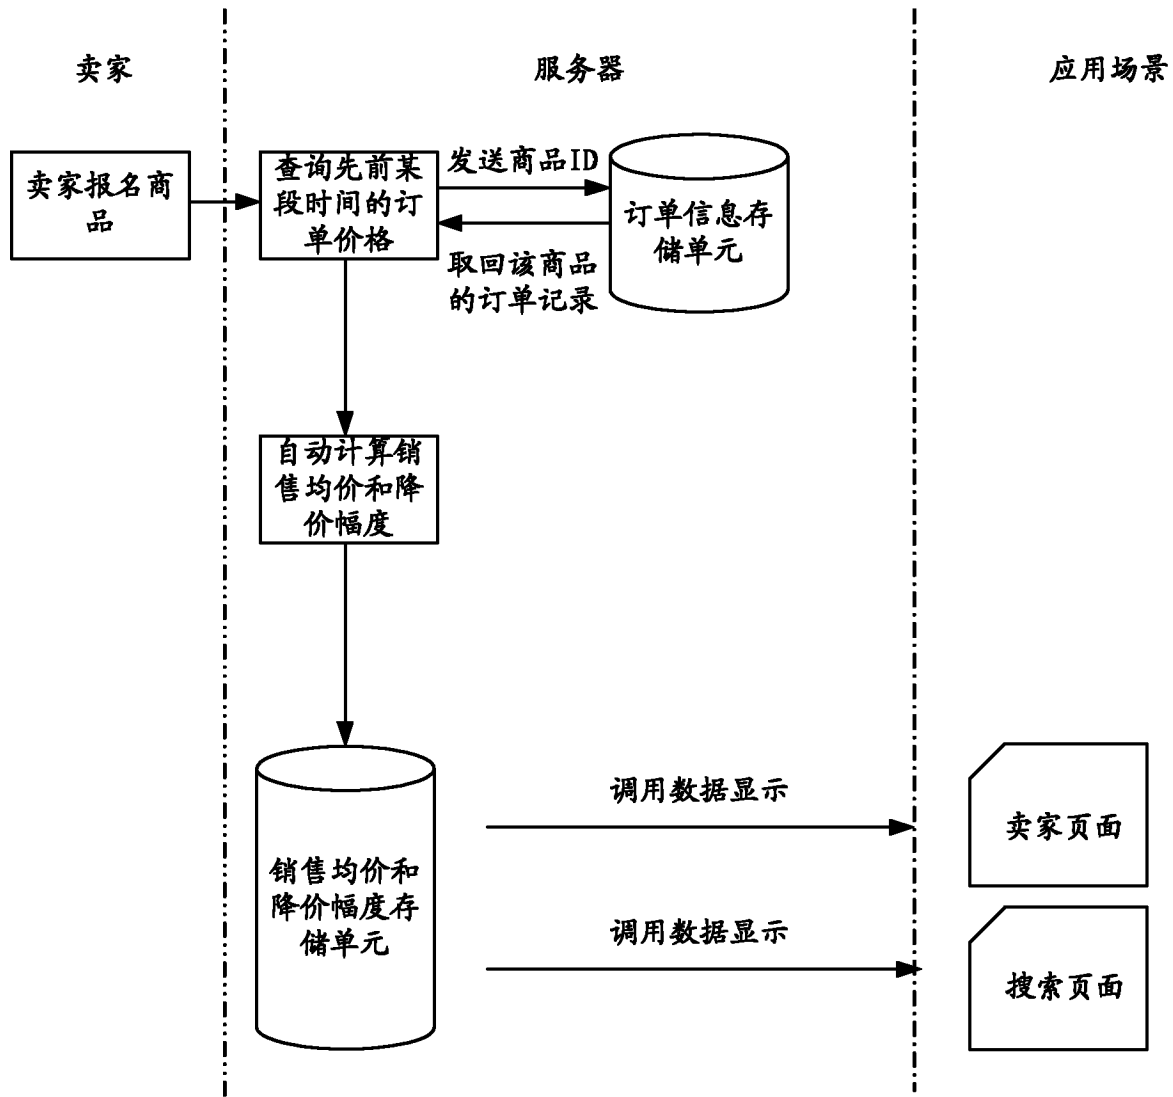 卖家
服务器
应用场景
卖家报名商
品
查询先前某
段时间的订
单价格
发送商品ID
取回该商品
的订单记录
订单信息存
储单元
自动计算销
售均价和降
价幅度
销售均价和
降价幅度存
储单元
调用数据显示
卖家页面
调用数据显示
搜索页面